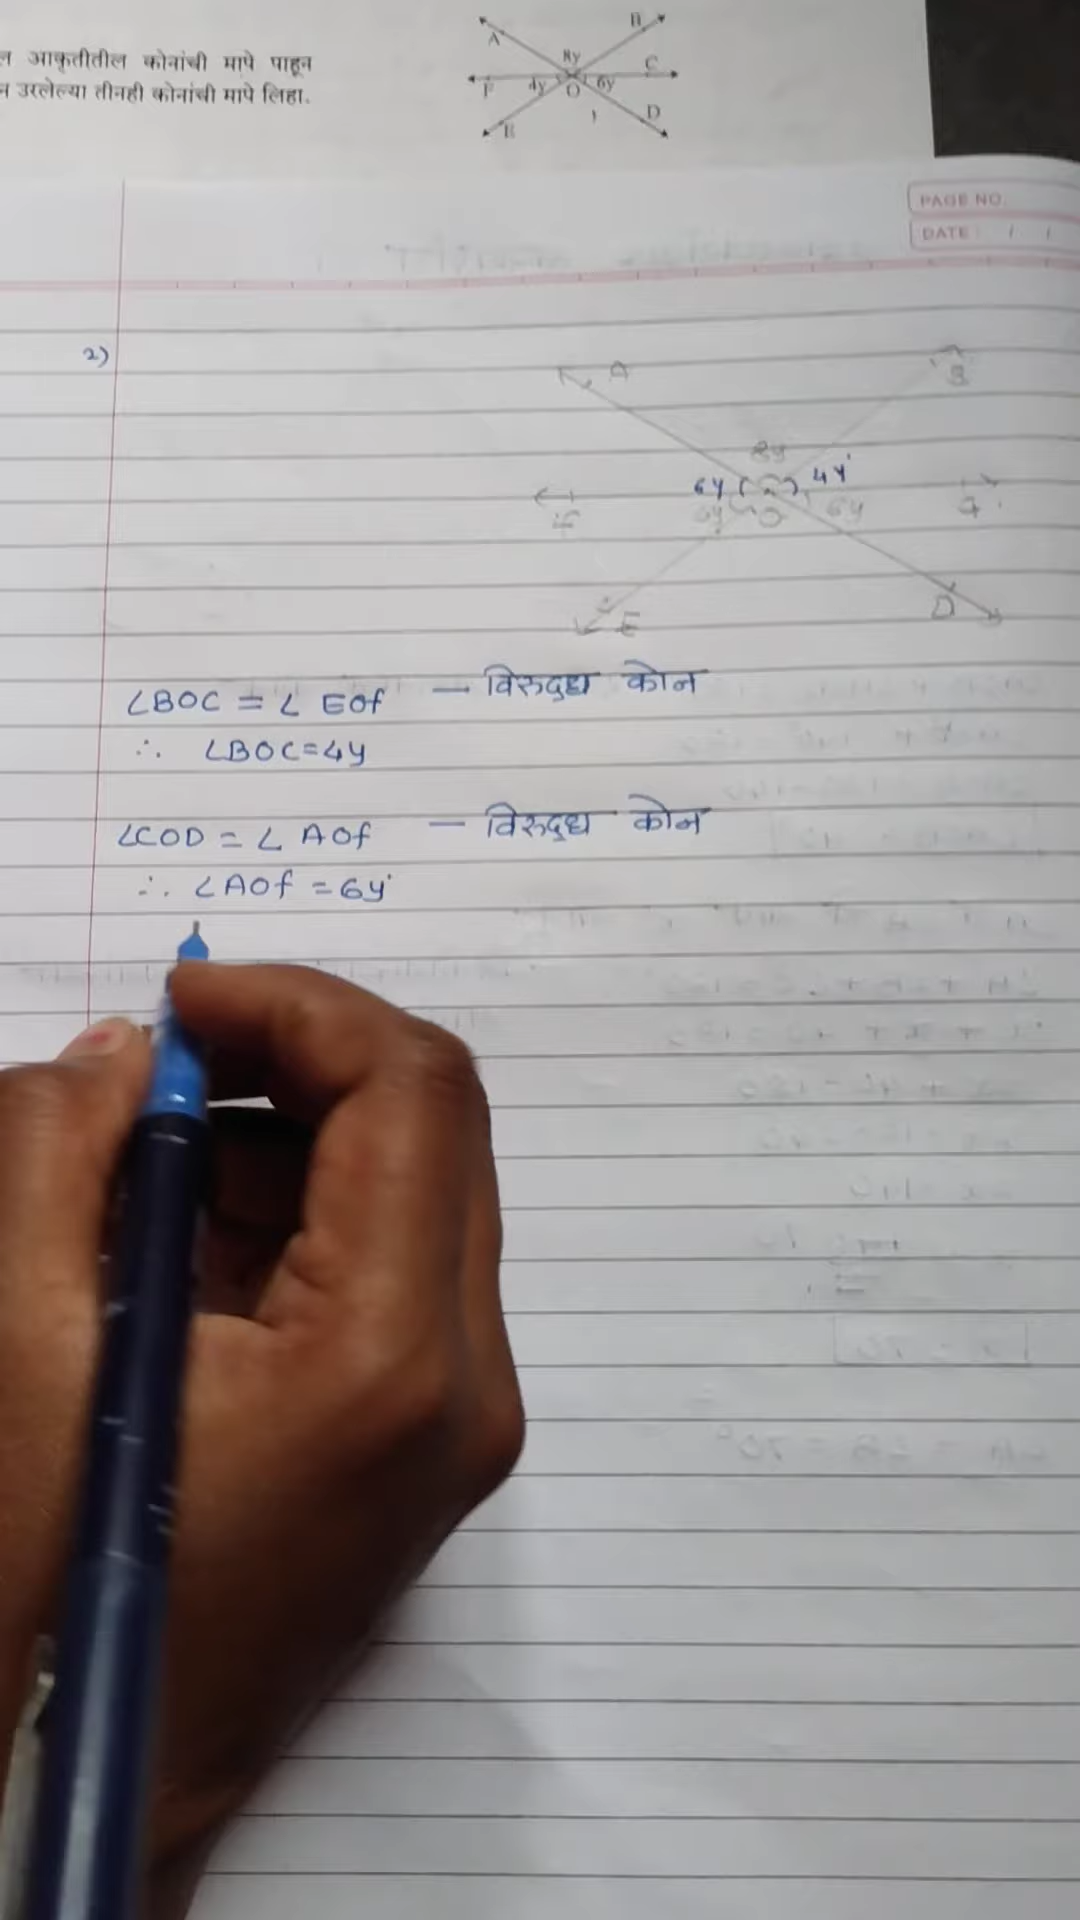 आकृतीतील कोनांची मापे पाहून
उरलेल्या तीनही कोनांची मापे लिहा.
A B
8y
F 4y O 6y C
E D
PAGE NO.
DATE: / /
2)
A B
8y
6y 4y
F O 6y
E D
∠BOC = ∠EOf — विरुद्ध कोन
∴ ∠BOC=4y
∠COD = ∠AOf — विरुद्ध कोन
∴ ∠AOf = 6y